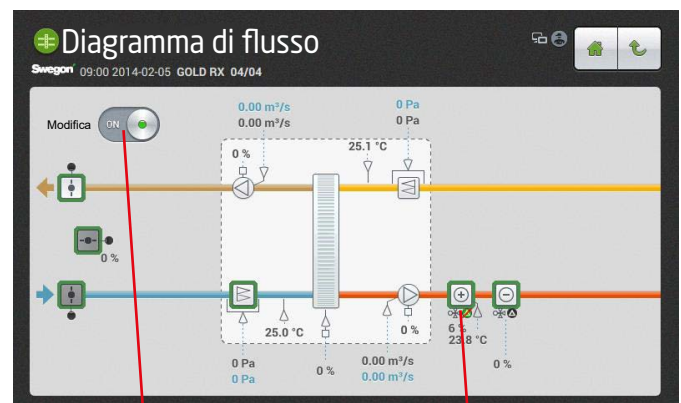 Diagramma di flusso
Swegon 09:00 2014-02-05 GOLD RX 04/04
Modifica ON
0.00 m³/s
0.00 m³/s
0 Pa
0 Pa
0 %
25.1 °C
0 %
25.0 °C
0 %
6 %
23.8 °C
0 Pa
0 Pa
0 %
0.00 m³/s
0.00 m³/s
0 %